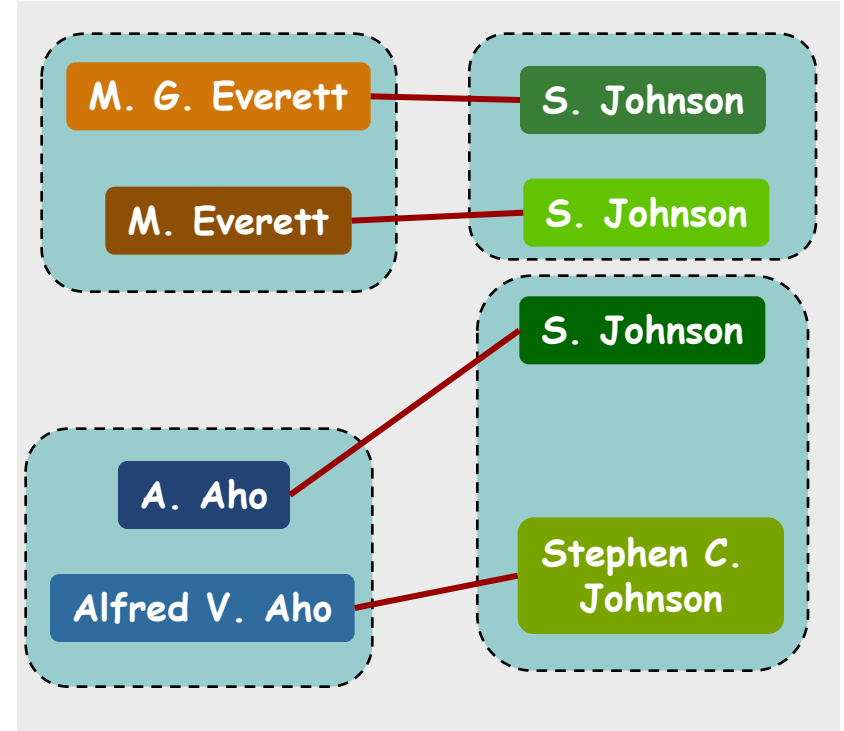 M. G. Everett
S. Johnson
M. Everett
S. Johnson
S. Johnson
A. Aho
Alfred V. Aho
Stephen C.
Johnson